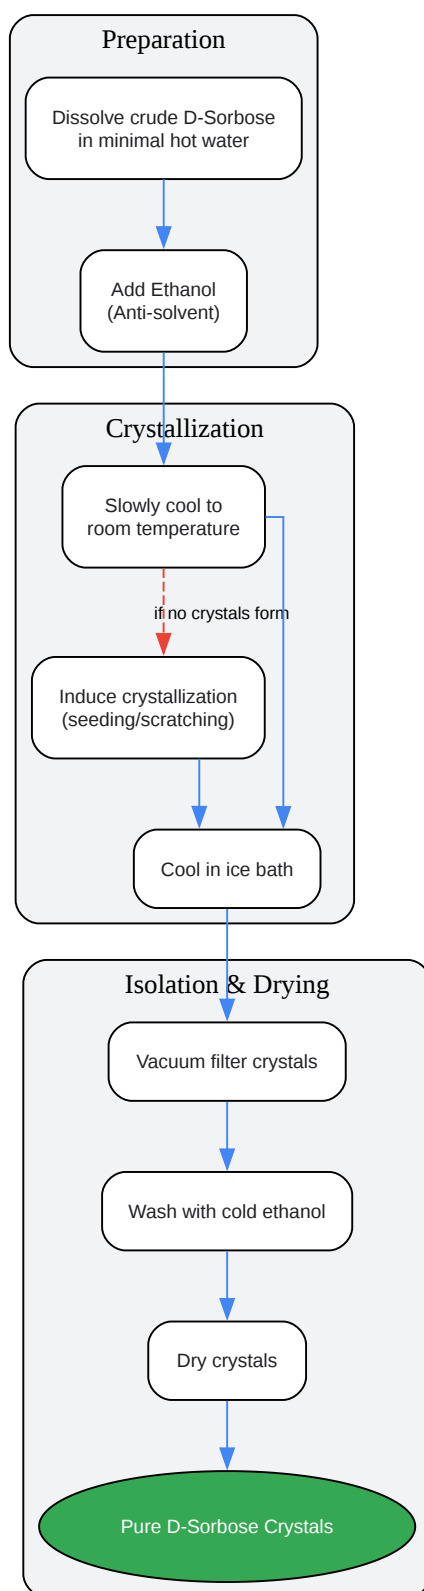 Preparation
Dissolve crude D-Sorbose
in minimal hot water
Add Ethanol
(Anti-solvent)
Crystallization
Slowly cool to
room temperature
if no crystals form
Induce crystallization
(seeding/scratching)
Cool in ice bath
Isolation & Drying
Vacuum filter crystals
Wash with cold ethanol
Dry crystals
Pure D-Sorbose Crystals